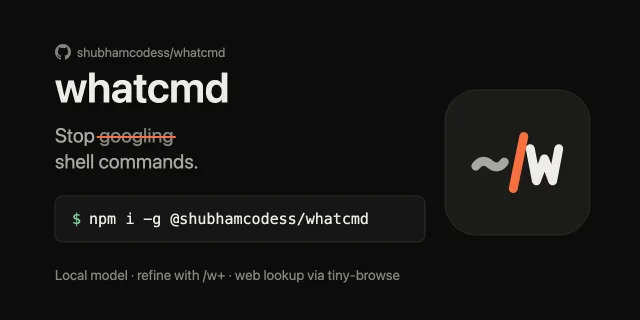 shubhamcodess/whatcmd
whatcmd
Stop googling
shell commands.
$ npm i -g @shubhamcodess/whatcmd
Local model · refine with /w+ · web lookup via tiny-browse
~/w